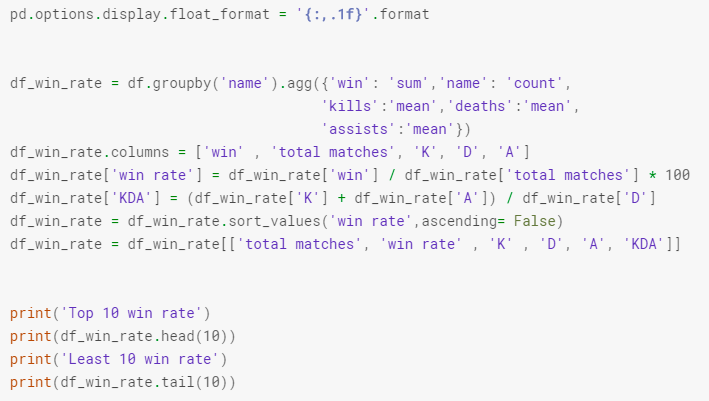 pd.options.display.float_format = '{:,.1f}'.format
df_win_rate = df.groupby('name').agg({'win': 'sum','name': 'count',
'kills':'mean','deaths':'mean',
'assists':'mean'})
df_win_rate.columns = ['win' , 'total matches', 'K', 'D', 'A']
df_win_rate['win rate'] = df_win_rate['win'] / df_win_rate['total matches'] * 100
df_win_rate['KDA'] = (df_win_rate['K'] + df_win_rate['A']) / df_win_rate['D']
df_win_rate = df_win_rate.sort_values('win rate',ascending= False)
df_win_rate = df_win_rate[['total matches', 'win rate' , 'K' , 'D', 'A', 'KDA']]
print('Top 10 win rate')
print(df_win_rate.head(10))
print('Least 10 win rate')
print(df_win_rate.tail(10))